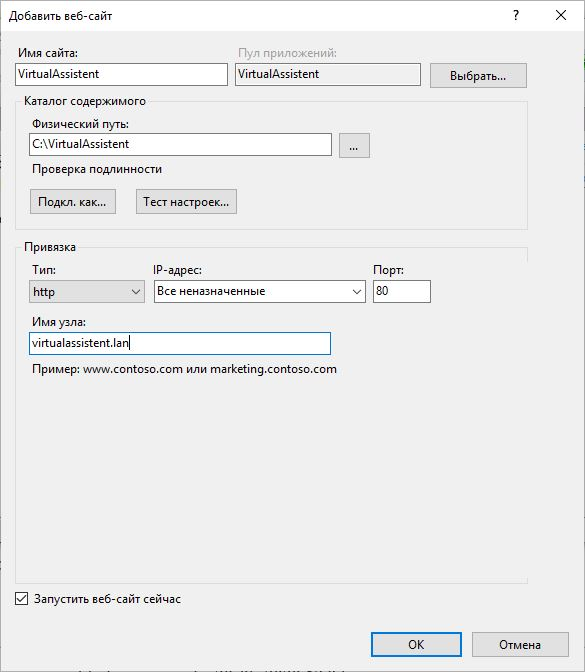 Добавить веб-сайт
?
Имя сайта: Пул приложений:
VirtualAssistent VirtualAssistent Выбрать...
Каталог содержимого
Физический путь:
C:\VirtualAssistent ...
Проверка подлинности
Подкл. как... Тест настроек...
Привязка
Тип: IP-адрес: Порт:
http Все неназначенные 80
Имя узла:
virtualassistent.lan
Пример: www.contoso.com или marketing.contoso.com
Запустить веб-сайт сейчас
ОК Отмена